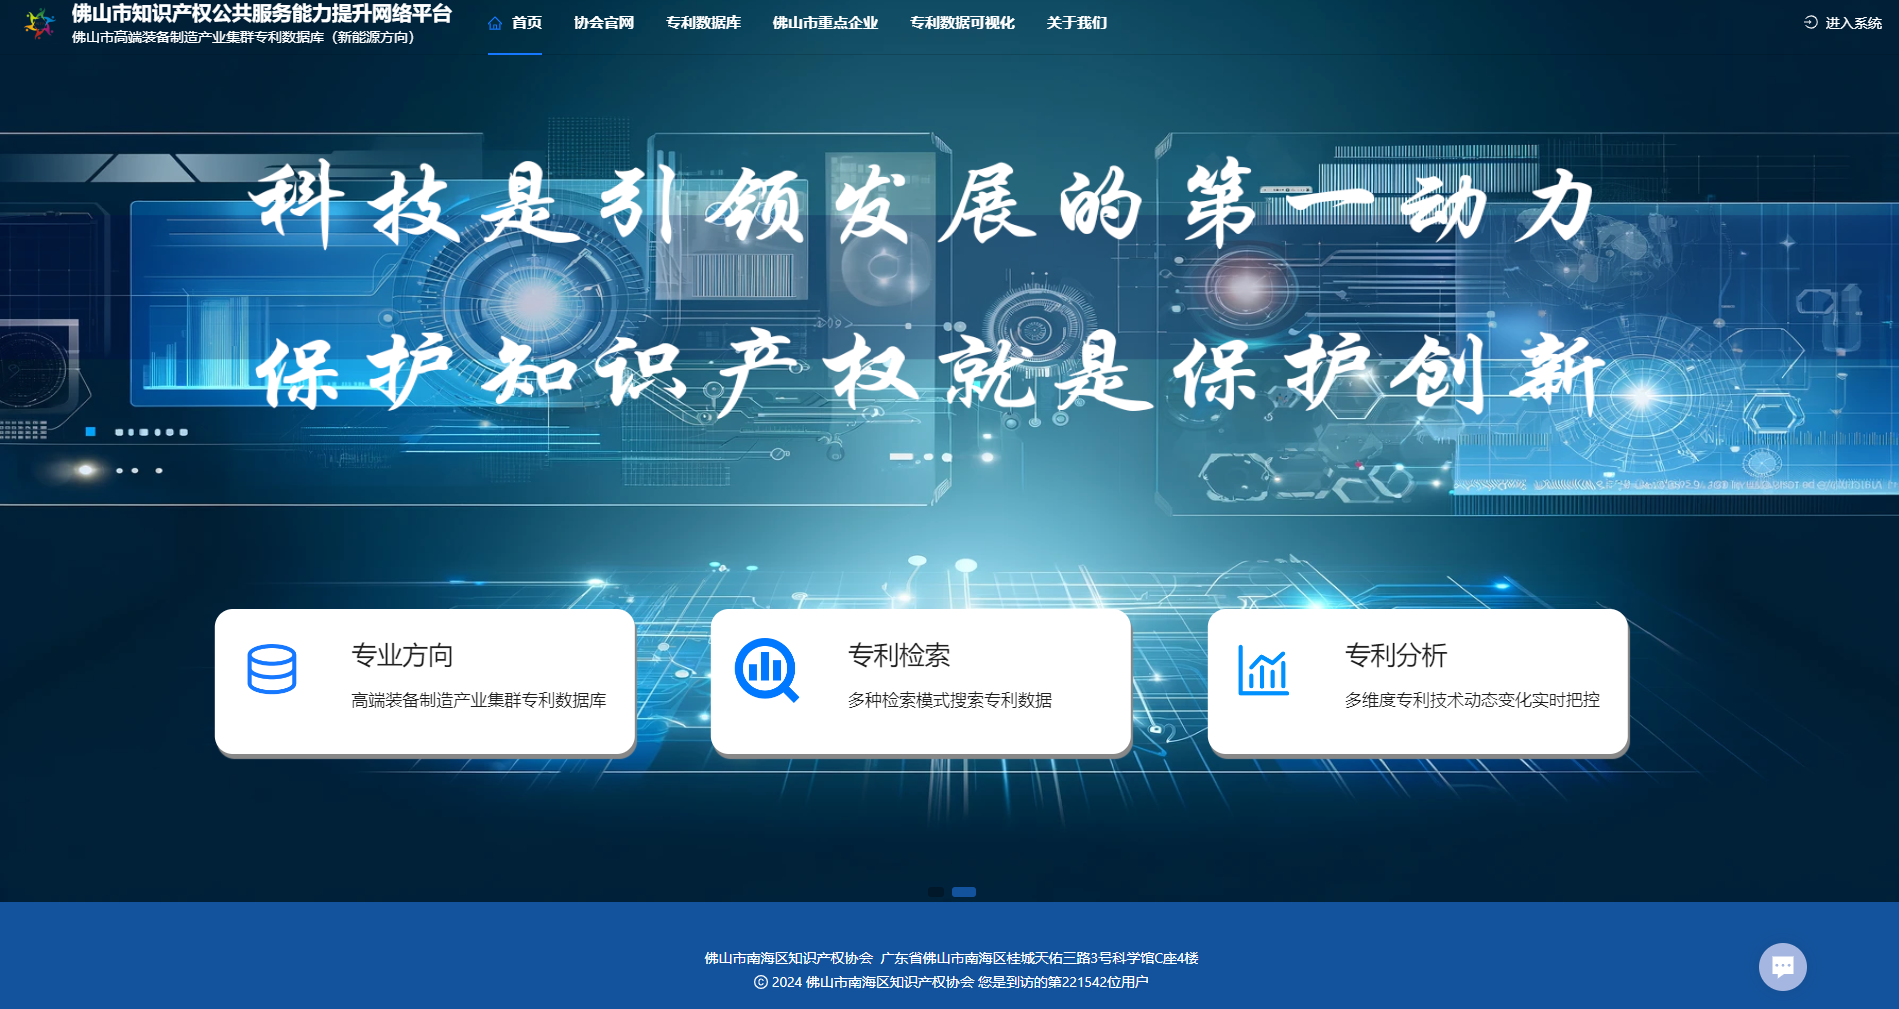 佛山市知识产权公共服务能力提升网络平台
佛山市高端装备制造产业集群专利数据库（新能源方向）
首页 协会官网 专利数据库 佛山市重点企业 专利数据可视化 关于我们
进入系统
科技是引领发展的第一动力
保护知识产权就是保护创新
专业方向
高端装备制造产业集群专利数据库
专利检索
多种检索模式搜索专利数据
专利分析
多维度专利技术动态变化实时把控
佛山市南海区知识产权协会 广东省佛山市南海区桂城天佑三路3号科学馆C座4楼
© 2024 佛山市南海区知识产权协会 您是到访的第221542位用户